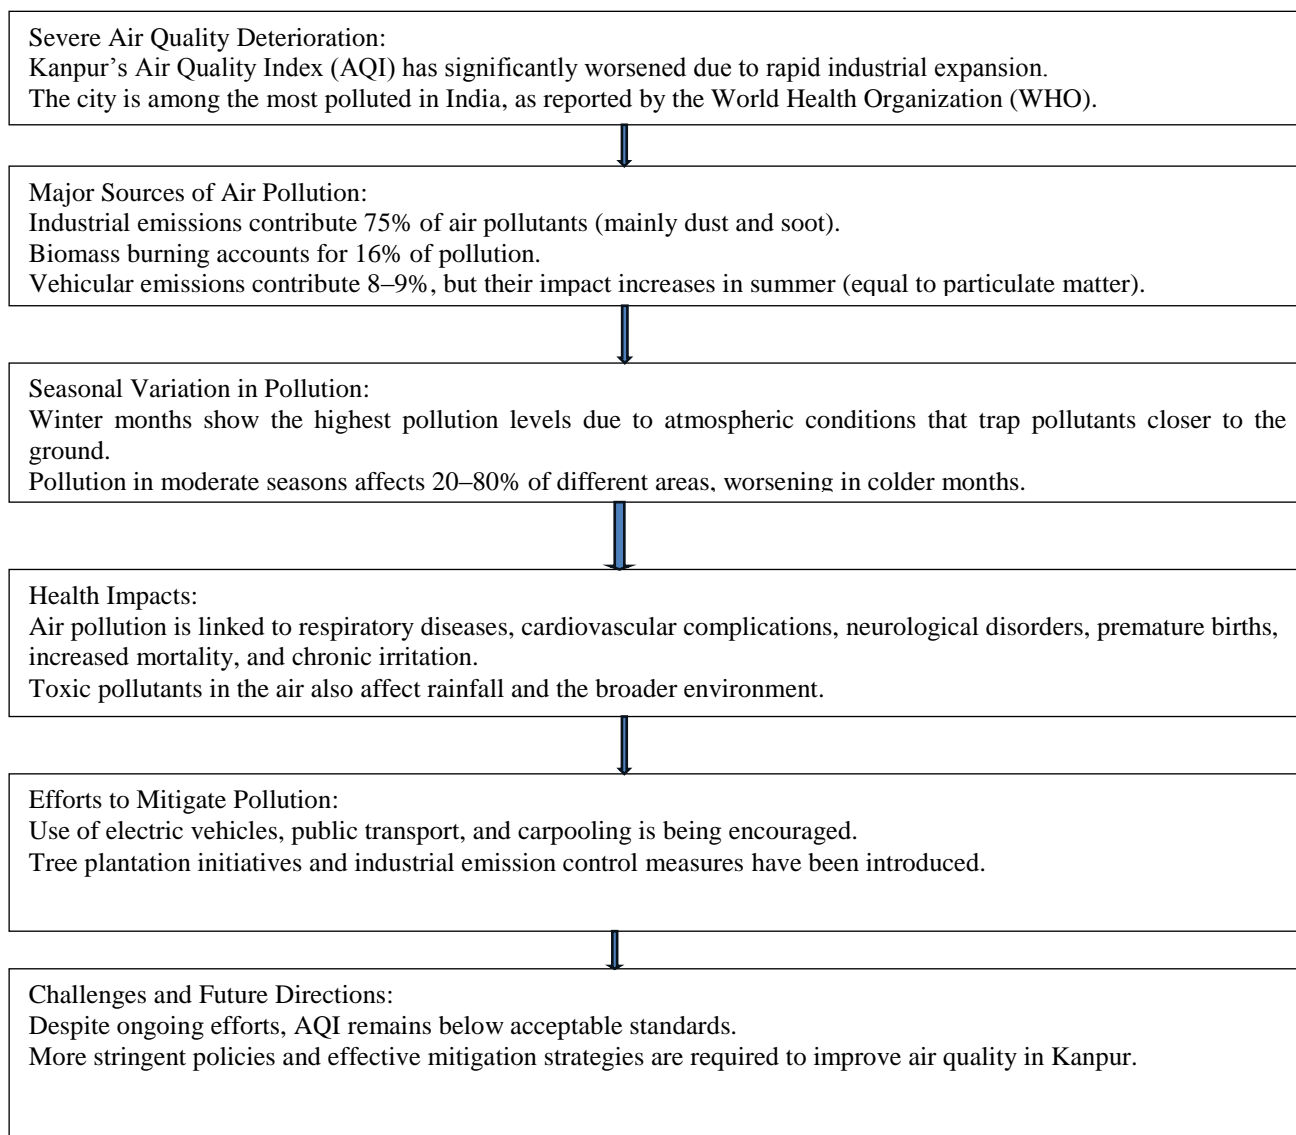 Severe Air Quality Deterioration:
Kanpur’s Air Quality Index (AQI) has significantly worsened due to rapid industrial expansion.
The city is among the most polluted in India, as reported by the World Health Organization (WHO).
Major Sources of Air Pollution:
Industrial emissions contribute 75% of air pollutants (mainly dust and soot).
Biomass burning accounts for 16% of pollution.
Vehicular emissions contribute 8–9%, but their impact increases in summer (equal to particulate matter).
Seasonal Variation in Pollution:
Winter months show the highest pollution levels due to atmospheric conditions that trap pollutants closer to the
ground.
Pollution in moderate seasons affects 20–80% of different areas, worsening in colder months.
Health Impacts:
Air pollution is linked to respiratory diseases, cardiovascular complications, neurological disorders, premature births,
increased mortality, and chronic irritation.
Toxic pollutants in the air also affect rainfall and the broader environment.
Efforts to Mitigate Pollution:
Use of electric vehicles, public transport, and carpooling is being encouraged.
Tree plantation initiatives and industrial emission control measures have been introduced.
Challenges and Future Directions:
Despite ongoing efforts, AQI remains below acceptable standards.
More stringent policies and effective mitigation strategies are required to improve air quality in Kanpur.